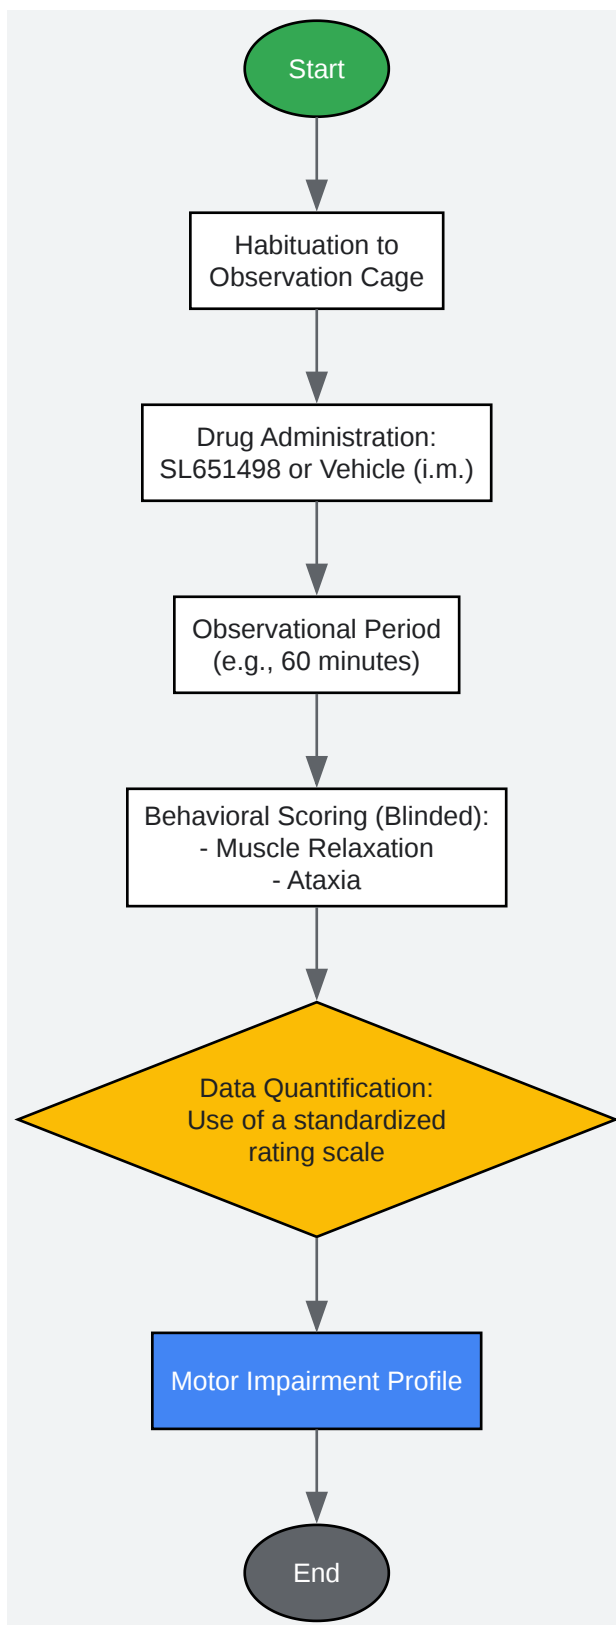 Start
Habituation to
Observation Cage
Drug Administration:
SL651498 or Vehicle (i.m.)
Observational Period
(e.g., 60 minutes)
Behavioral Scoring (Blinded):
- Muscle Relaxation
- Ataxia
Data Quantification:
Use of a standardized
rating scale
Motor Impairment Profile
End